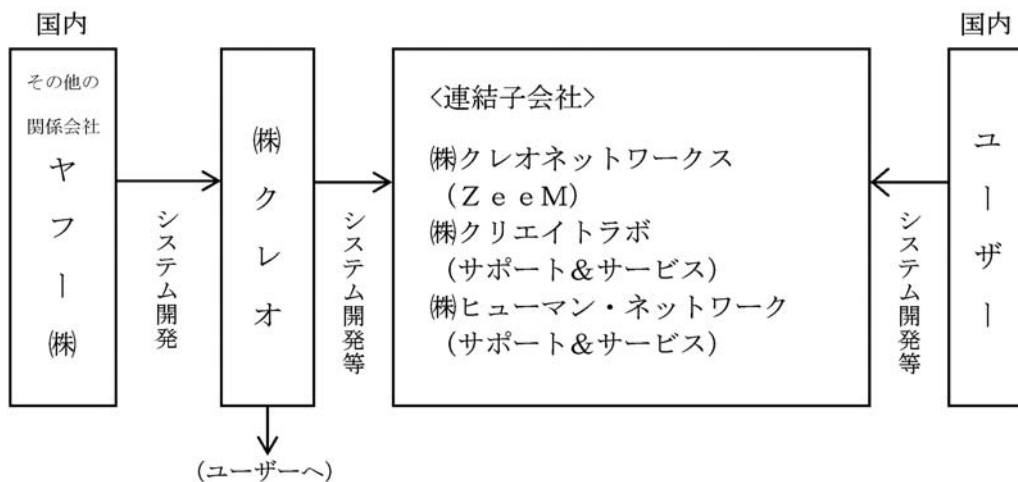 国内
その他の
関係会社
ヤフー㈱
システム開発
㈱クレオ
システム開発等
(ユーザーへ)
<連結子会社>
㈱クレオネットワークス
(ＺｅｅＭ)
㈱クリエイトラボ
(サポート&サービス)
㈱ヒューマン・ネットワーク
(サポート&サービス)
システム開発等
国内
ユーザー